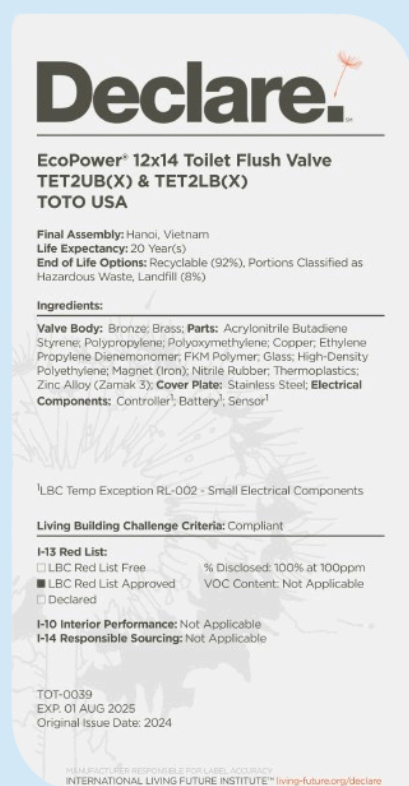 Declare.
SM
EcoPower® 12x14 Toilet Flush Valve
TET2UB(X) & TET2LB(X)
TOTO USA
Final Assembly: Hanoi, Vietnam
Life Expectancy: 20 Year(s)
End of Life Options: Recyclable (92%), Portions Classified as
Hazardous Waste, Landfill (8%)
Ingredients:
Valve Body: Bronze; Brass; Parts: Acrylonitrile Butadiene
Styrene; Polypropylene; Polyoxymethylene; Copper; Ethylene
Propylene Dienemonomer; FKM Polymer; Glass; High-Density
Polyethylene; Magnet (Iron); Nitrile Rubber; Thermoplastics;
Zinc Alloy (Zamak 3); Cover Plate: Stainless Steel; Electrical
Components: Controller¹; Battery¹; Sensor¹
¹LBC Temp Exception RL-002 - Small Electrical Components
Living Building Challenge Criteria: Compliant
I-13 Red List:
☐ LBC Red List Free % Disclosed: 100% at 100ppm
■ LBC Red List Approved VOC Content: Not Applicable
☐ Declared
I-10 Interior Performance: Not Applicable
I-14 Responsible Sourcing: Not Applicable
TOT-0039
EXP. 01 AUG 2025
Original Issue Date: 2024
MANUFACTURER RESPONSIBLE FOR LABEL ACCURACY
INTERNATIONAL LIVING FUTURE INSTITUTE™ living-future.org/declare